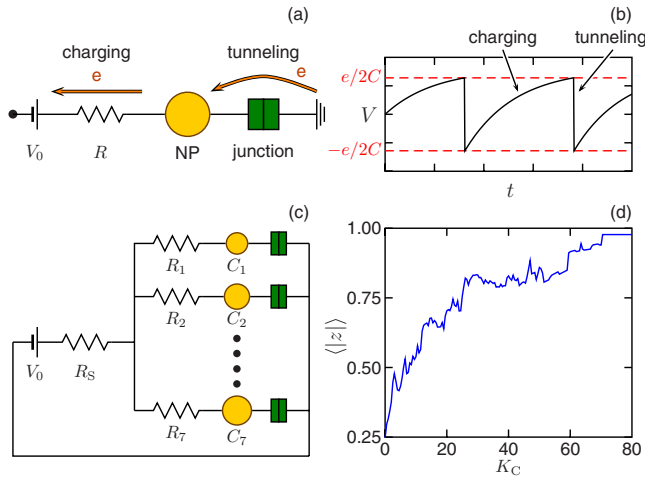 (a)
charging
tunneling
e
e
V₀
R
NP
junction
(b)
charging
tunneling
e/2C
V
−e/2C
t
(c)
R₁
C₁
R₂
C₂
V₀
R_S
R₇
C₇
(d)
1.00
0.75
0.50
0.25
⟨|z|⟩
0
20
40
60
80
K_C